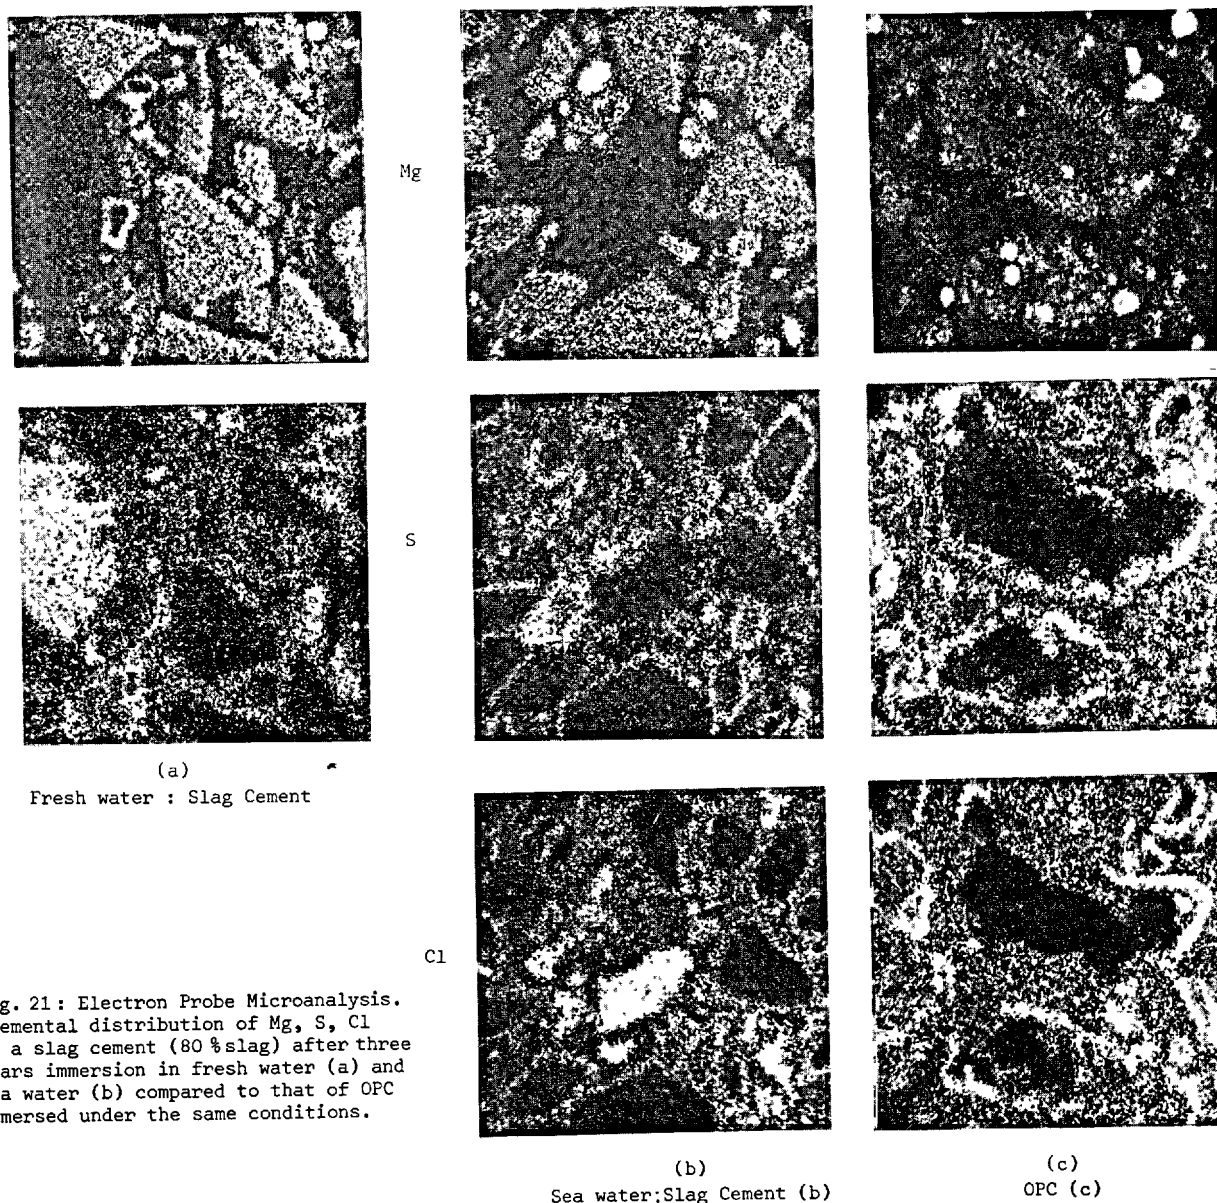 Mg
S
(a)
Fresh water : Slag Cement
Cl
g. 21: Electron Probe Microanalysis.
emental distribution of Mg, S, Cl
a slag cement (80 % slag) after three
ars immersion in fresh water (a) and
a water (b) compared to that of OPC
mersed under the same conditions.
(b)
Sea water;Slag Cement (b)
(c)
OPC (c)